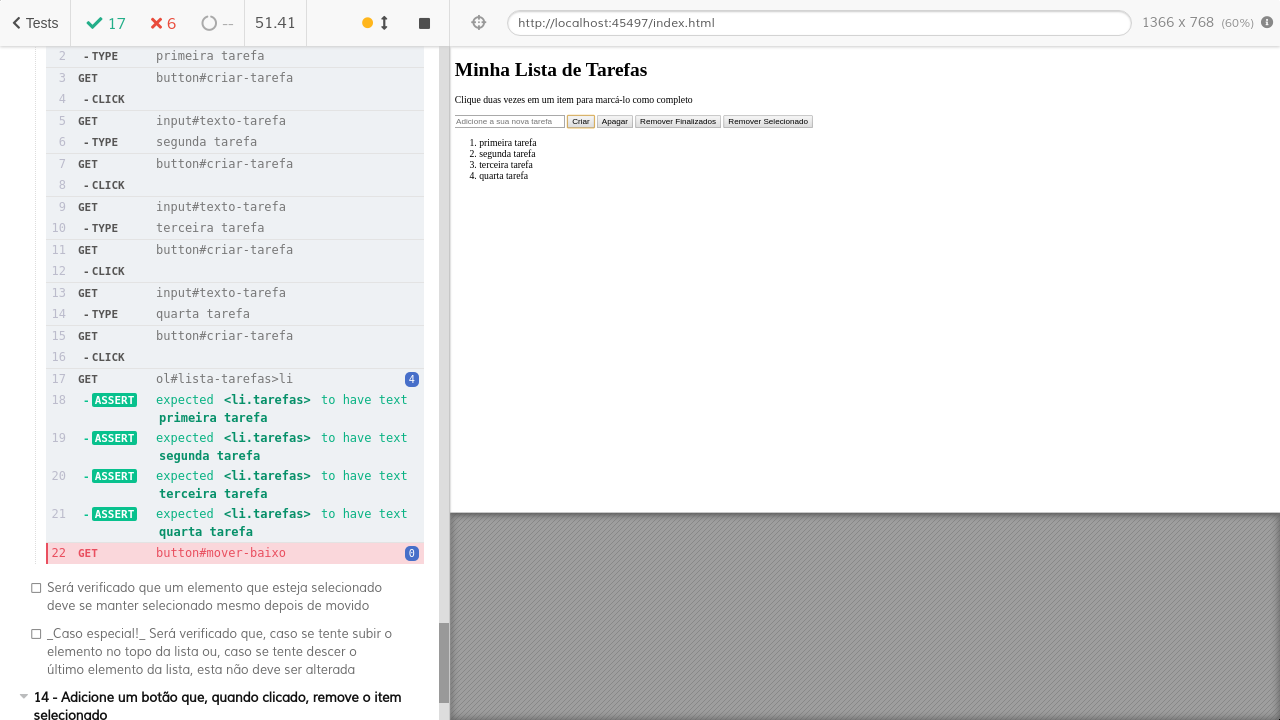 Tests 17 6 -- 51.41 http://localhost:45497/index.html 1366 x 768 (60%)
2 - TYPE primeira tarefa
3 GET button#criar-tarefa
4 - CLICK
5 GET input#texto-tarefa
6 - TYPE segunda tarefa
7 GET button#criar-tarefa
8 - CLICK
9 GET input#texto-tarefa
10 - TYPE terceira tarefa
11 GET button#criar-tarefa
12 - CLICK
13 GET input#texto-tarefa
14 - TYPE quarta tarefa
15 GET button#criar-tarefa
16 - CLICK
17 GET ol#lista-tarefas>li 4
18 - ASSERT expected <li.tarefas> to have text
primeira tarefa
19 - ASSERT expected <li.tarefas> to have text
segunda tarefa
20 - ASSERT expected <li.tarefas> to have text
terceira tarefa
21 - ASSERT expected <li.tarefas> to have text
quarta tarefa
22 GET button#mover-baixo 0
Será verificado que um elemento que esteja selecionado
deve se manter selecionado mesmo depois de movido
_Caso especial!_ Será verificado que, caso se tente subir o
elemento no topo da lista ou, caso se tente descer o
último elemento da lista, esta não deve ser alterada
14 - Adicione um botão que, quando clicado, remove o item
selecionado
Minha Lista de Tarefas
Clique duas vezes em um item para marcá-lo como completo
Adicione a sua nova tarefa Criar Apagar Remover Finalizados Remover Selecionado
1. primeira tarefa
2. segunda tarefa
3. terceira tarefa
4. quarta tarefa